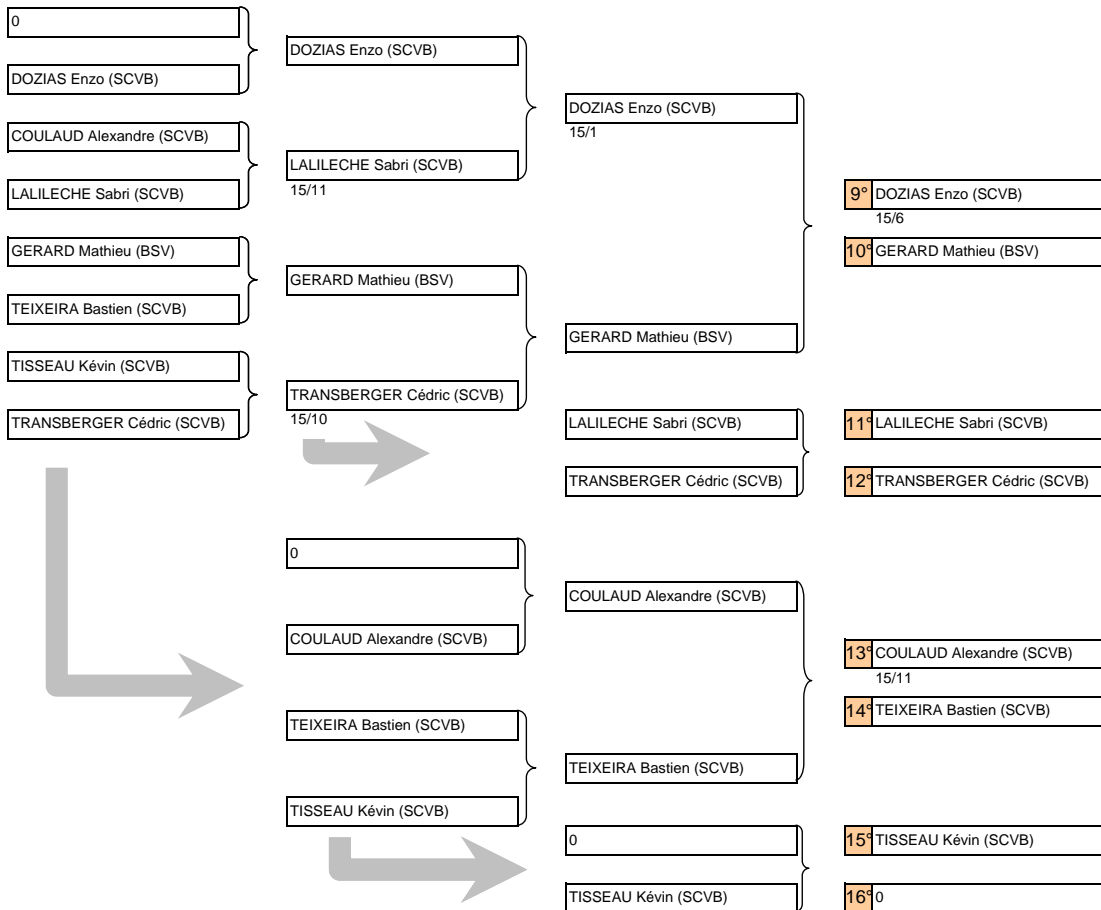 0
DOZIAS Enzo (SCVB)
COULAUD Alexandre (SCVB)
LALILECHE Sabri (SCVB)
GERARD Mathieu (BSV)
TEIXEIRA Bastien (SCVB)
TISSEAU Kévin (SCVB)
TRANSBERGER Cédric (SCVB)
DOZIAS Enzo (SCVB)
LALILECHE Sabri (SCVB)
15/11
GERARD Mathieu (BSV)
TRANSBERGER Cédric (SCVB)
15/10
0
COULAUD Alexandre (SCVB)
TEIXEIRA Bastien (SCVB)
TISSEAU Kévin (SCVB)
DOZIAS Enzo (SCVB)
15/1
GERARD Mathieu (BSV)
LALILECHE Sabri (SCVB)
TRANSBERGER Cédric (SCVB)
COULAUD Alexandre (SCVB)
TEIXEIRA Bastien (SCVB)
0
TISSEAU Kévin (SCVB)
9° DOZIAS Enzo (SCVB)
15/6
10° GERARD Mathieu (BSV)
11° LALILECHE Sabri (SCVB)
12° TRANSBERGER Cédric (SCVB)
13° COULAUD Alexandre (SCVB)
15/11
14° TEIXEIRA Bastien (SCVB)
15° TISSEAU Kévin (SCVB)
16° 0